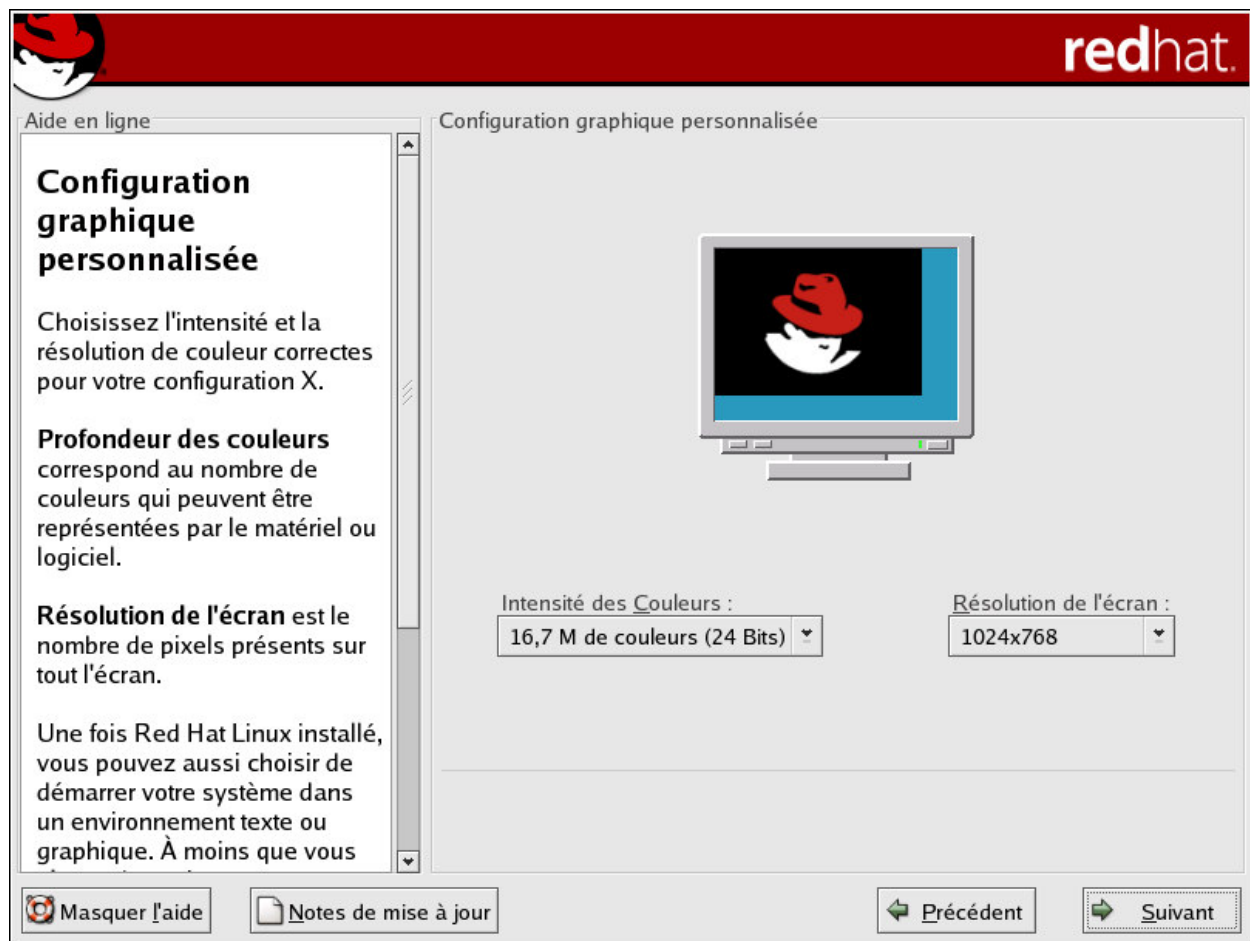 redhat.
Aide en ligne
Configuration
graphique
personnalisée
Choisissez l'intensité et la
résolution de couleur correctes
pour votre configuration X.
Profondeur des couleurs
correspond au nombre de
couleurs qui peuvent être
représentées par le matériel ou
logiciel.
Résolution de l'écran est le
nombre de pixels présents sur
tout l'écran.
Une fois Red Hat Linux installé,
vous pouvez aussi choisir de
démarrer votre système dans
un environnement texte ou
graphique. À moins que vous
Configuration graphique personnalisée
Intensité des Couleurs :
16,7 M de couleurs (24 Bits)
Résolution de l'écran :
1024x768
Masquer l'aide
Notes de mise à jour
Précédent
Suivant